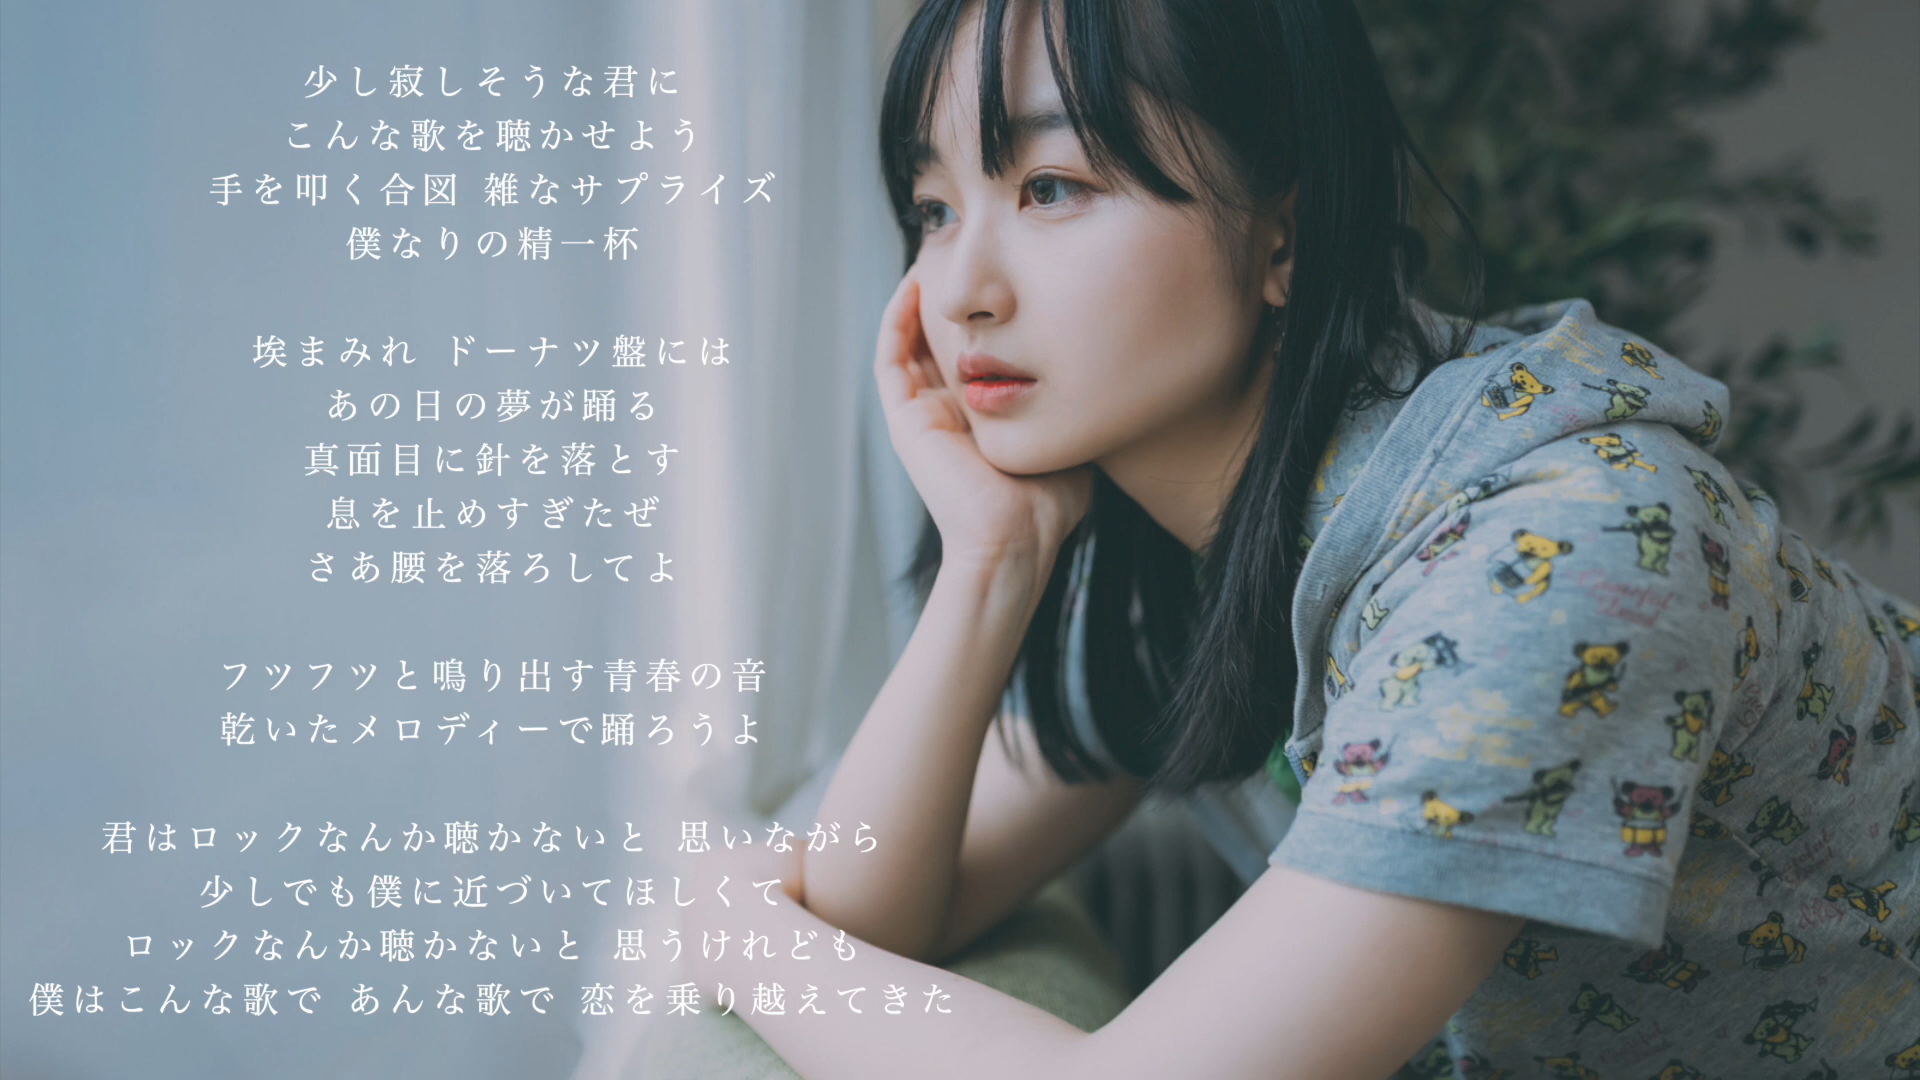 少し寂しそうな君に
こんな歌を聴かせよう
手を叩く合図 雑なサプライズ
僕なりの精一杯
埃まみれ ドーナツ盤には
あの日の夢が踊る
真面目に針を落とす
息を止めすぎたぜ
さあ腰を落ろしてよ
フツフツと鳴り出す青春の音
乾いたメロディーで踊ろうよ
君はロックなんか聴かないと 思いながら
少しでも僕に近づいてほしくて
ロックなんか聴かないと 思うけれども
僕はこんな歌で あんな歌で 恋を乗り越えてきた